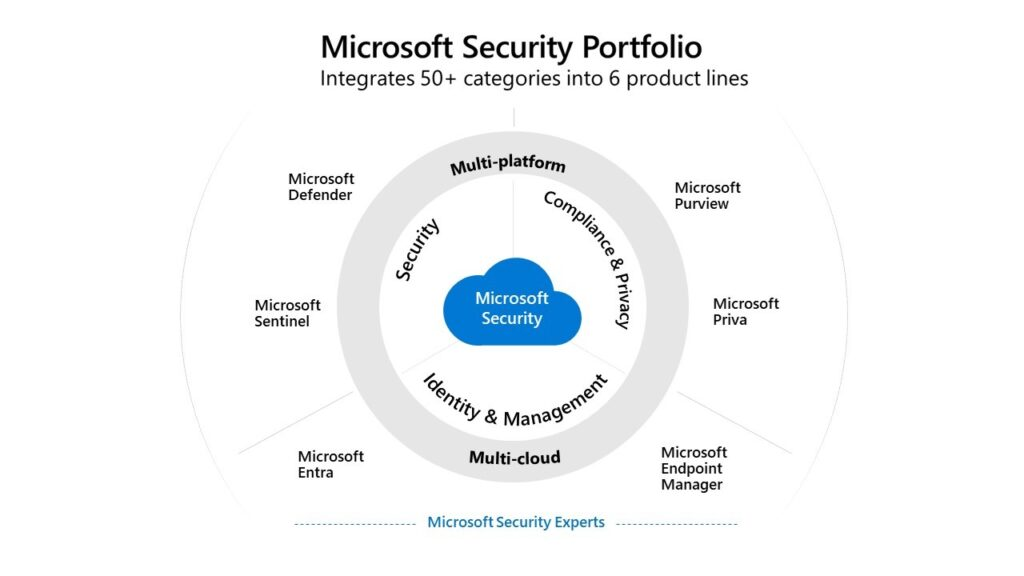 Microsoft Security Portfolio
Integrates 50+ categories into 6 product lines
Multi-platform
Microsoft
Defender
Security
Compliance & Privacy
Microsoft
Purview
Microsoft
Sentinel
Microsoft
Security
Microsoft
Priva
Identity & Management
Microsoft
Entra
Multi-cloud
Microsoft
Endpoint
Manager
Microsoft Security Experts